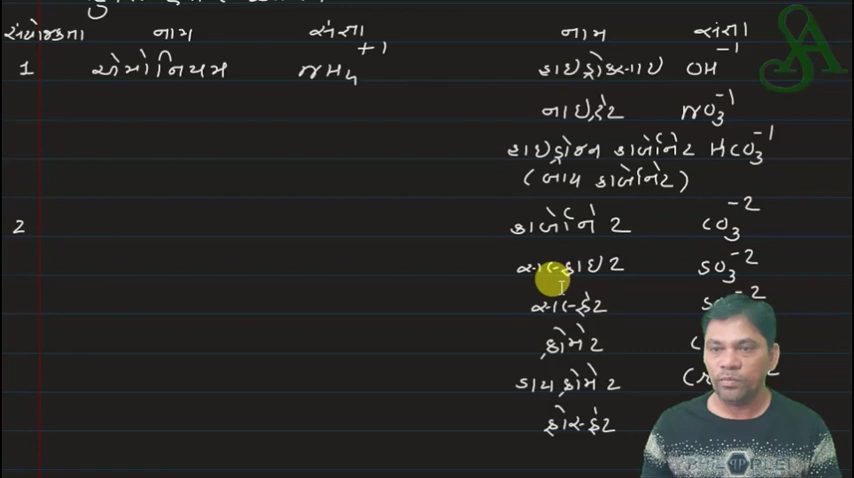 સંયોજકતા નામ સંજ્ઞા નામ સંજ્ઞા
1 એમોનિયમ NH₄⁺¹ હાઇડ્રોક્સાઇ OH⁻¹
નાઇટ્રેટ NO₃⁻¹
હાઇડ્રોજન કાર્બોનેટ HCO₃⁻¹
(બાય કાર્બોનેટ)
2 કાર્બોનેટ CO₃⁻²
સલ્ફાઇટ SO₃⁻²
સલ્ફેટ
ક્રોમેટ
ડાયક્રોમેટ
ફોસ્ફેટ